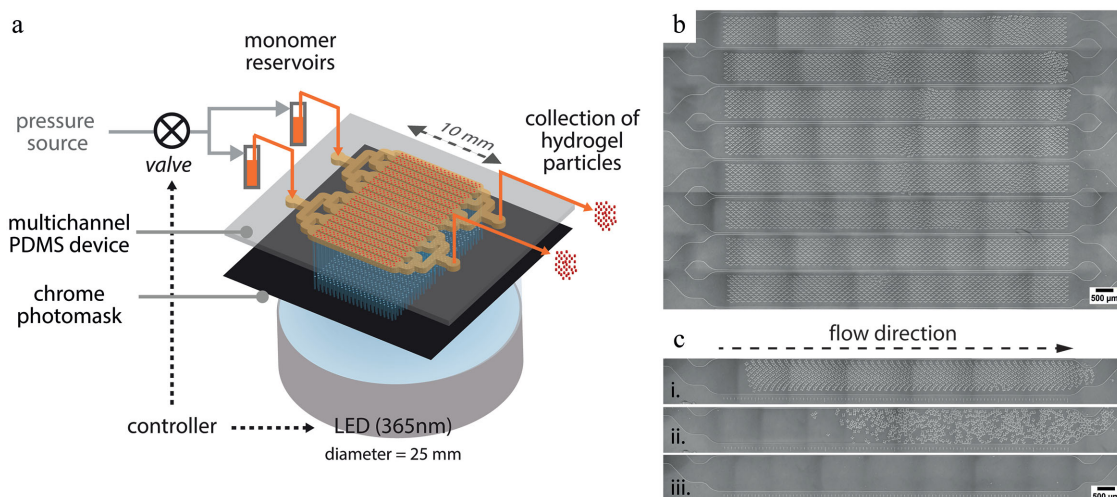 a
monomer
reservoirs
pressure
source
valve
10 mm
collection of
hydrogel
particles
multichannel
PDMS device
chrome
photomask
controller
LED (365nm)
diameter = 25 mm
b
500 µm
c
flow direction
i.
ii.
iii.
500 µm